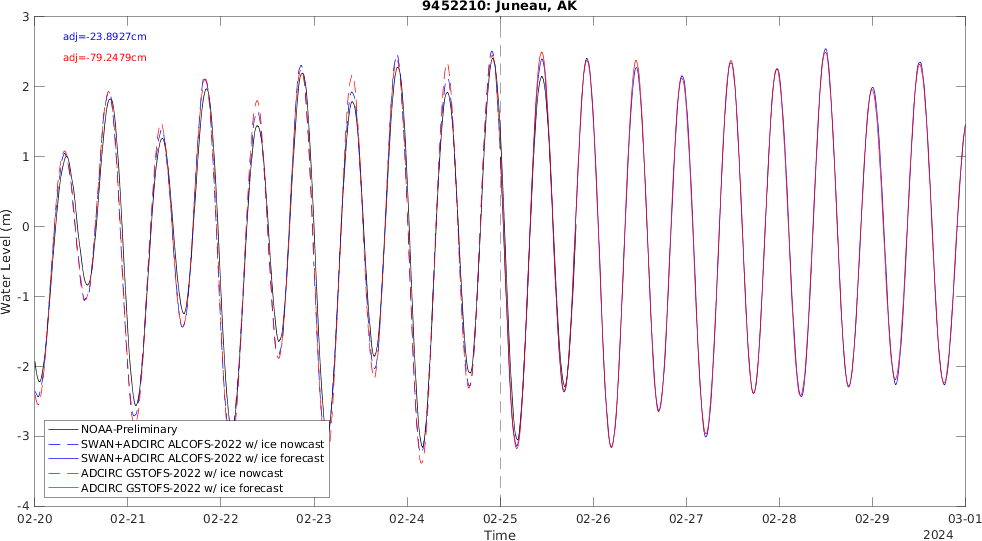 9452210: Juneau, AK
adj=-23.8927cm
adj=-79.2479cm
3
2
1
0
-1
-2
-3
-4
Water Level (m)
NOAA-Preliminary
SWAN+ADCIRC ALCOFS-2022 w/ ice nowcast
SWAN+ADCIRC ALCOFS-2022 w/ ice forecast
ADCIRC GSTOFS-2022 w/ ice nowcast
ADCIRC GSTOFS-2022 w/ ice forecast
02-20 02-21 02-22 02-23 02-24 02-25 02-26 02-27 02-28 02-29 03-01
Time
2024